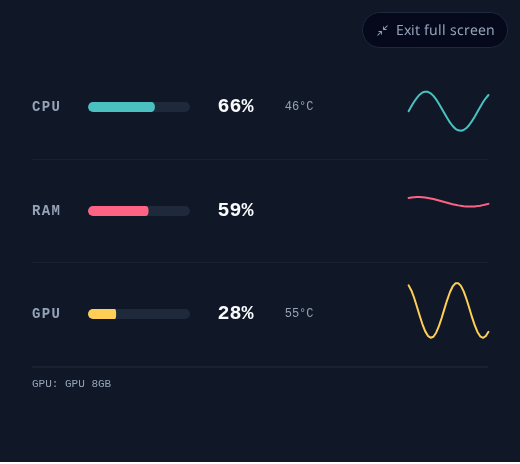 Exit full screen
CPU 66% 46°C
RAM 59%
GPU 28% 55°C
GPU: GPU 8GB